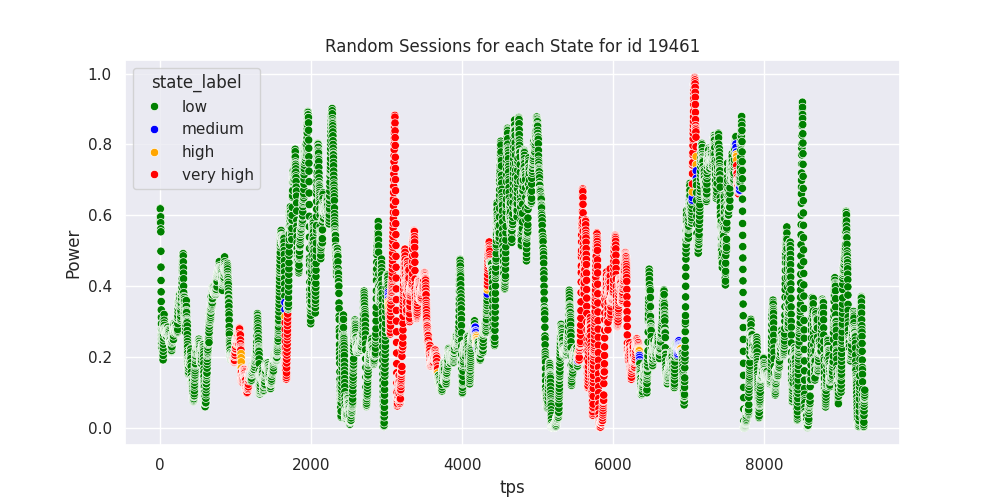 Random Sessions for each State for id 19461
state_label
low
medium
high
very high
Power
1.0
0.8
0.6
0.4
0.2
0.0
0 2000 4000 6000 8000
tps